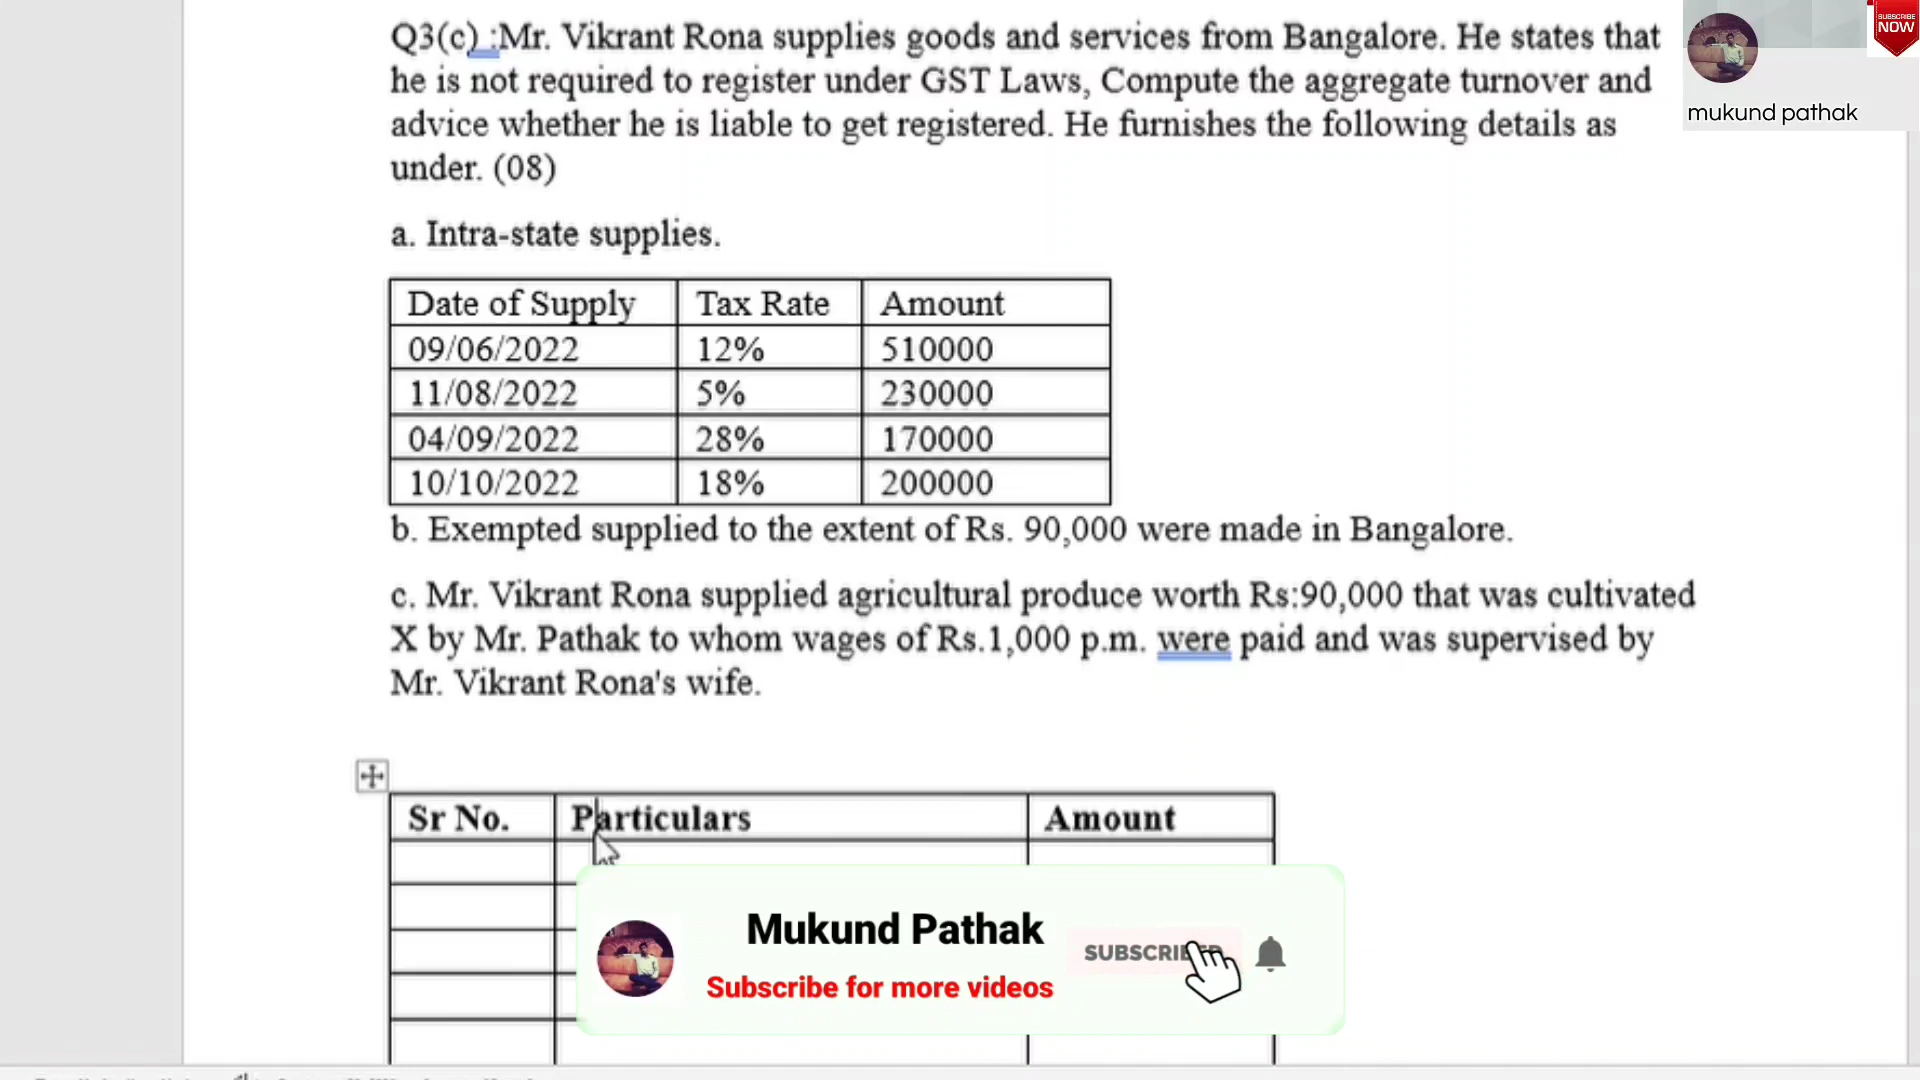 Q3(c) :Mr. Vikrant Rona supplies goods and services from Bangalore. He states that
he is not required to register under GST Laws, Compute the aggregate turnover and
advice whether he is liable to get registered. He furnishes the following details as
under. (08)
SUBSCRIBE
NOW
mukund pathak
a. Intra-state supplies.
Date of Supply Tax Rate Amount
09/06/2022 12% 510000
11/08/2022 5% 230000
04/09/2022 28% 170000
10/10/2022 18% 200000
b. Exempted supplied to the extent of Rs. 90,000 were made in Bangalore.
c. Mr. Vikrant Rona supplied agricultural produce worth Rs:90,000 that was cultivated
X by Mr. Pathak to whom wages of Rs.1,000 p.m. were paid and was supervised by
Mr. Vikrant Rona's wife.
Sr No. Particulars Amount
Mukund Pathak
Subscribe for more videos